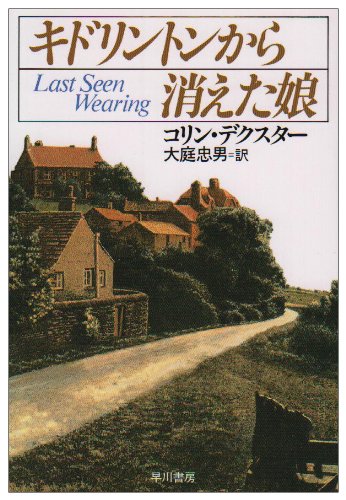 キドリントンから
消えた娘
Last Seen
Wearing
コリン・デクスター
大庭忠男=訳
早川書房